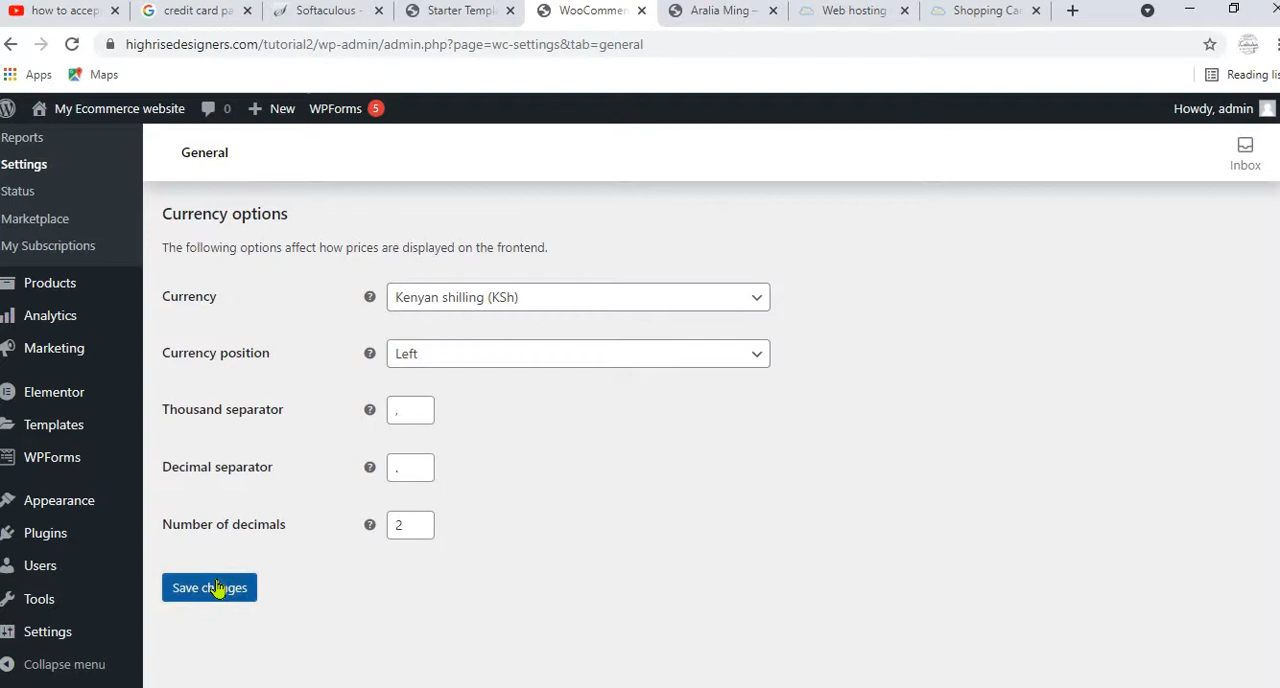 how to accep
credit card pa
Softaculous -
Starter Templ
WooCommer
Aralia Ming –
Web hosting
Shopping Car
highrisedesigners.com/tutorial2/wp-admin/admin.php?page=wc-settings&tab=general
Apps
Maps
Reading lis
My Ecommerce website
0
New
WPForms
5
Howdy, admin
Reports
Settings
Status
Marketplace
My Subscriptions
Products
Analytics
Marketing
Elementor
Templates
WPForms
Appearance
Plugins
Users
Tools
Settings
Collapse menu
General
Inbox
Currency options
The following options affect how prices are displayed on the frontend.
Currency
Kenyan shilling (KSh)
Currency position
Left
Thousand separator
,
Decimal separator
.
Number of decimals
2
Save changes